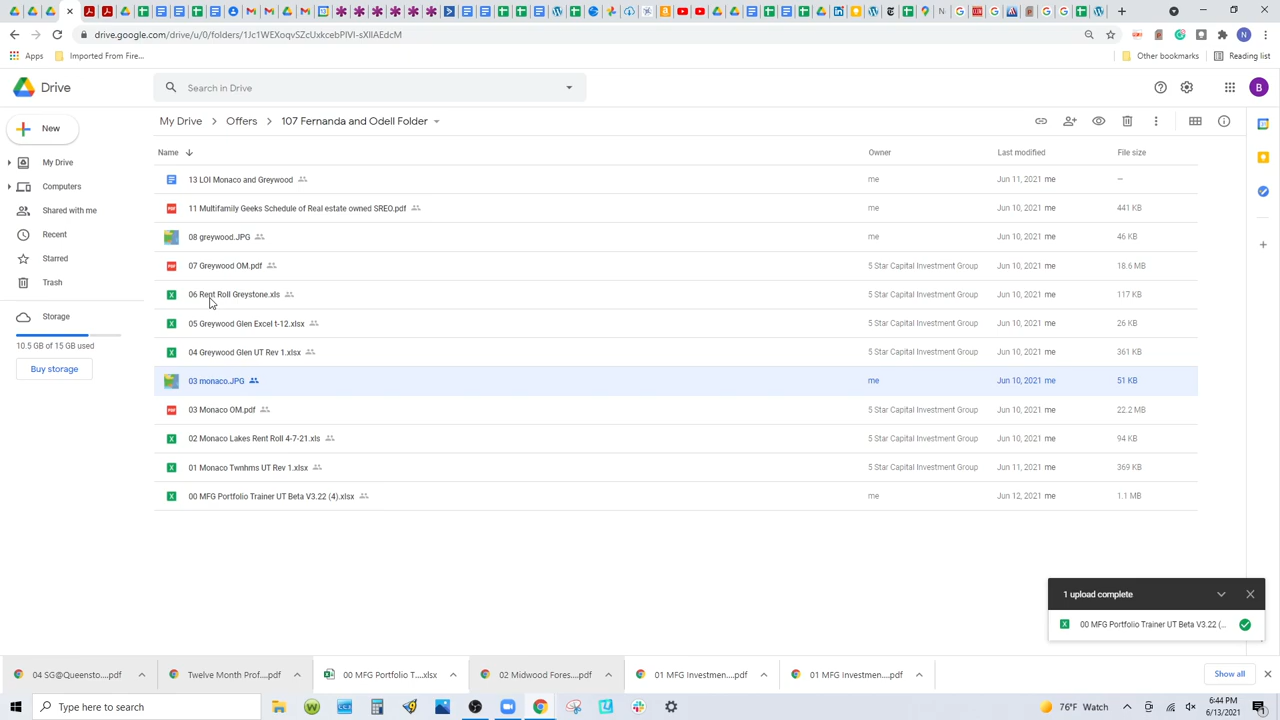 drive.google.com/drive/u/0/folders/1Jc1WEXoqvSZcUxkcebPIVI-sXIlAEdcM
Apps
Imported From Fire...
Other bookmarks
Reading list
Drive
Search in Drive
B
New
My Drive
Offers
107 Fernanda and Odell Folder
Name
Owner
Last modified
File size
My Drive
Computers
Shared with me
Recent
Starred
Trash
Storage
10.5 GB of 15 GB used
Buy storage
13 LOI Monaco and Greywood me Jun 11, 2021 me –
11 Multifamily Geeks Schedule of Real estate owned SREO.pdf me Jun 10, 2021 me 441 KB
08 greywood.JPG me Jun 10, 2021 me 46 KB
07 Greywood OM.pdf 5 Star Capital Investment Group Jun 10, 2021 me 18.6 MB
06 Rent Roll Greystone.xls 5 Star Capital Investment Group Jun 10, 2021 me 117 KB
05 Greywood Glen Excel t-12.xlsx 5 Star Capital Investment Group Jun 10, 2021 me 26 KB
04 Greywood Glen UT Rev 1.xlsx 5 Star Capital Investment Group Jun 10, 2021 me 361 KB
03 monaco.JPG me Jun 10, 2021 me 51 KB
03 Monaco OM.pdf 5 Star Capital Investment Group Jun 10, 2021 me 22.2 MB
02 Monaco Lakes Rent Roll 4-7-21.xls 5 Star Capital Investment Group Jun 10, 2021 me 94 KB
01 Monaco Twnhms UT Rev 1.xlsx 5 Star Capital Investment Group Jun 11, 2021 me 369 KB
00 MFG Portfolio Trainer UT Beta V3.22 (4).xlsx me Jun 12, 2021 me 1.1 MB
1 upload complete
00 MFG Portfolio Trainer UT Beta V3.22 (...
04 SG@Queensto....pdf
Twelve Month Prof....pdf
00 MFG Portfolio T....xlsx
02 Midwood Fores....pdf
01 MFG Investmen....pdf
01 MFG Investmen....pdf
Show all
Type here to search
76°F Watch
6:44 PM
6/13/2021